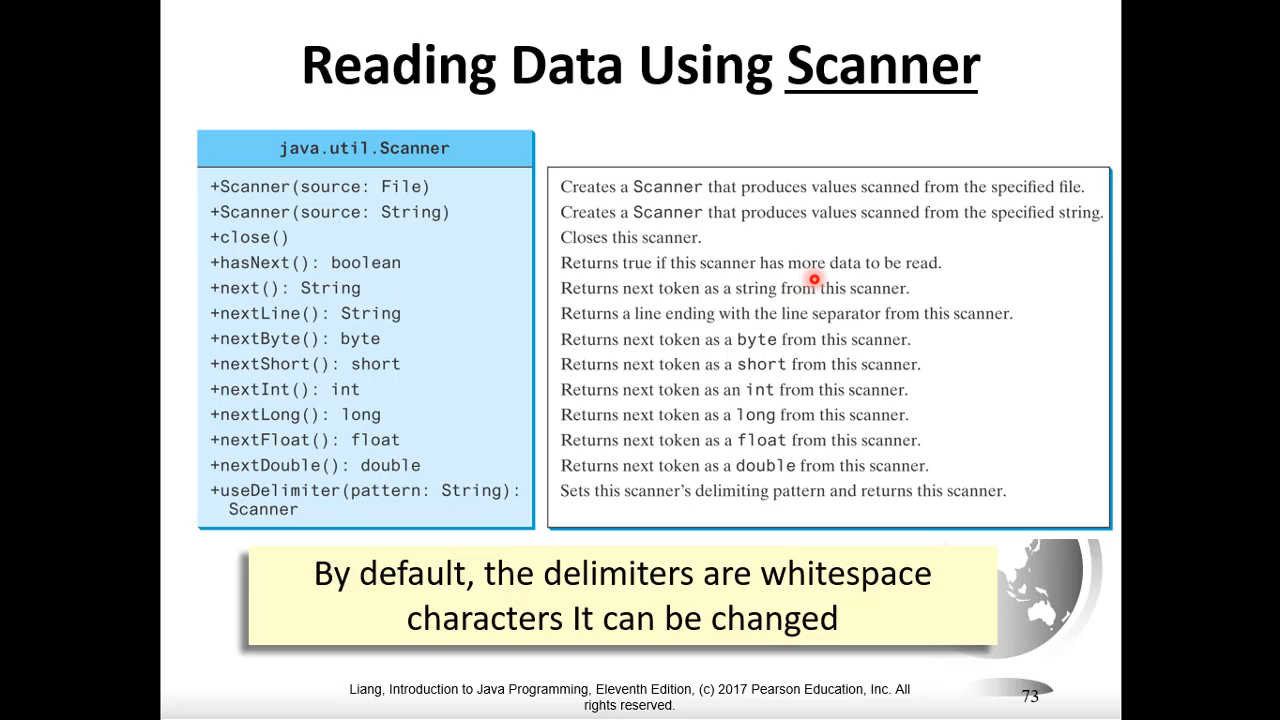 Reading Data Using Scanner
java.util.Scanner
+Scanner(source: File)
Creates a Scanner that produces values scanned from the specified file.
+Scanner(source: String)
Creates a Scanner that produces values scanned from the specified string.
+close()
Closes this scanner.
+hasNext(): boolean
Returns true if this scanner has more data to be read.
+next(): String
Returns next token as a string from this scanner.
+nextLine(): String
Returns a line ending with the line separator from this scanner.
+nextByte(): byte
Returns next token as a byte from this scanner.
+nextShort(): short
Returns next token as a short from this scanner.
+nextInt(): int
Returns next token as an int from this scanner.
+nextLong(): long
Returns next token as a long from this scanner.
+nextFloat(): float
Returns next token as a float from this scanner.
+nextDouble(): double
Returns next token as a double from this scanner.
+useDelimiter(pattern: String):
Scanner
Sets this scanner's delimiting pattern and returns this scanner.
By default, the delimiters are whitespace
characters It can be changed
Liang, Introduction to Java Programming, Eleventh Edition, (c) 2017 Pearson Education, Inc. All
rights reserved.
73